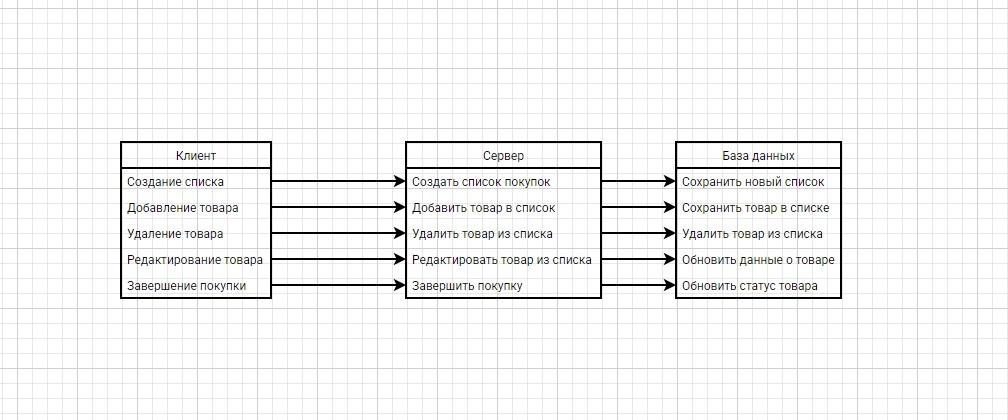 Клиент
Создание списка
Добавление товара
Удаление товара
Редактирование товара
Завершение покупки
Сервер
Создать список покупок
Добавить товар в список
Удалить товар из списка
Редактировать товар из списка
Завершить покупку
База данных
Сохранить новый список
Сохранить товар в списке
Удалить товар из списка
Обновить данные о товаре
Обновить статус товара